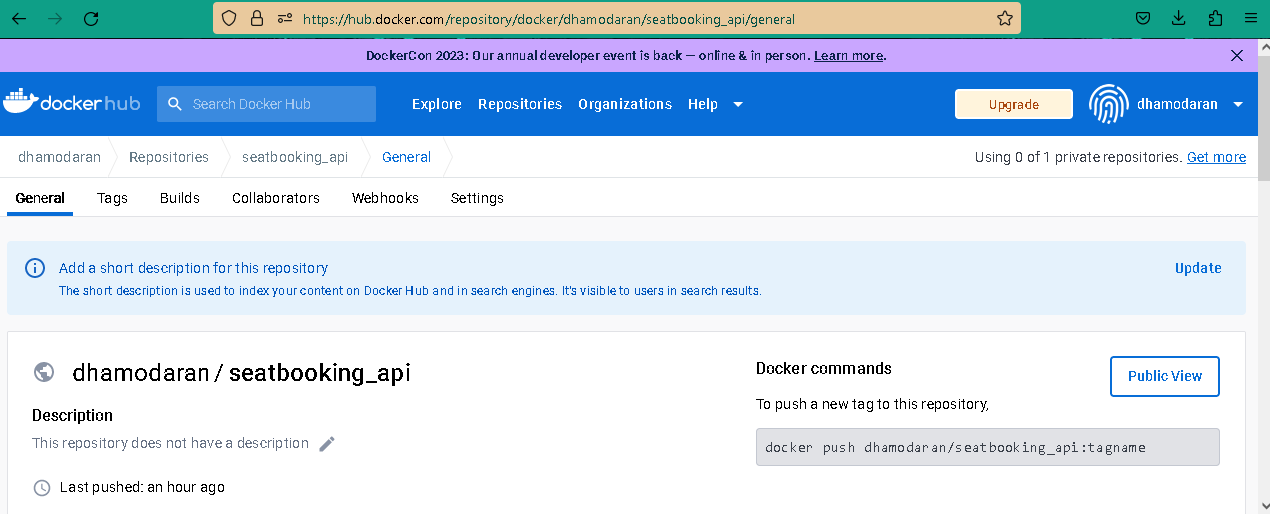 https://hub.docker.com/repository/docker/dhamodaran/seatbooking_api/general
DockerCon 2023: Our annual developer event is back — online & in person. Learn more.
docker hub Search Docker Hub Explore Repositories Organizations Help Upgrade dhamodaran
dhamodaran Repositories seatbooking_api General Using 0 of 1 private repositories. Get more
General Tags Builds Collaborators Webhooks Settings
Add a short description for this repository Update
The short description is used to index your content on Docker Hub and in search engines. It's visible to users in search results.
dhamodaran / seatbooking_api
Description
This repository does not have a description
Last pushed: an hour ago
Docker commands
Public View
To push a new tag to this repository,
docker push dhamodaran/seatbooking_api:tagname